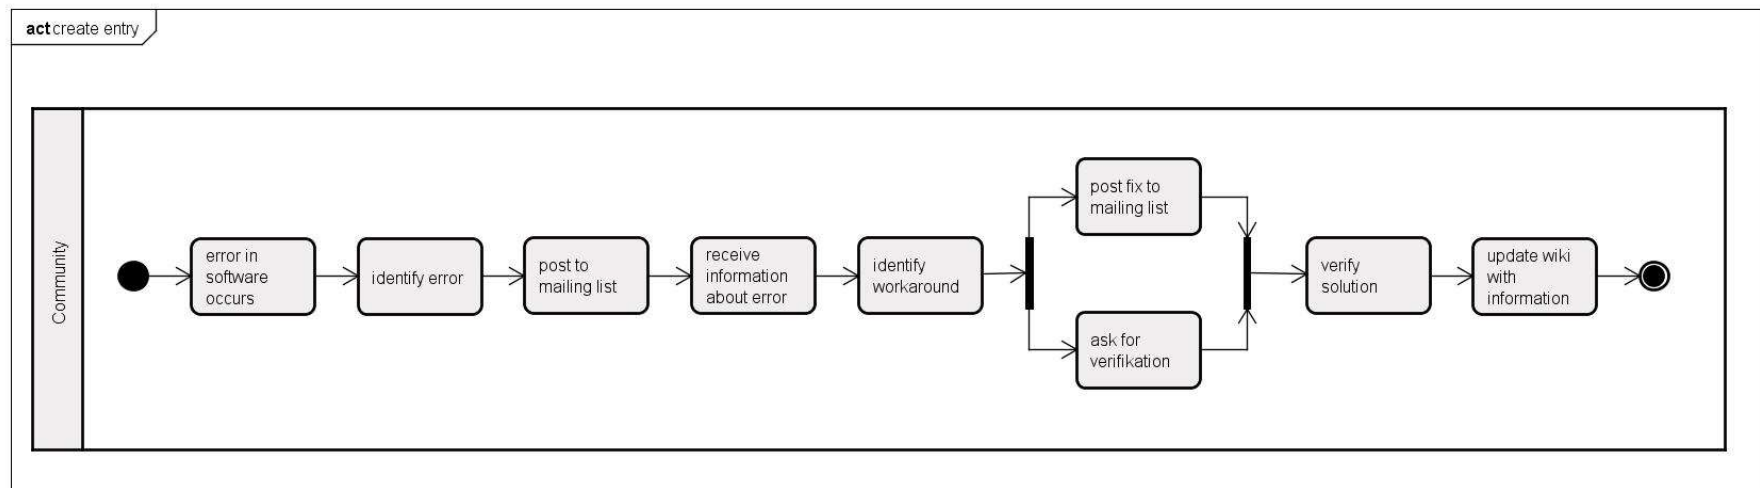 act create entry
Community
error in
software
occurs
identify error
post to
mailing list
receive
information
about error
identify
workaround
post fix to
mailing list
ask for
verifikation
verify
solution
update wiki
with
information